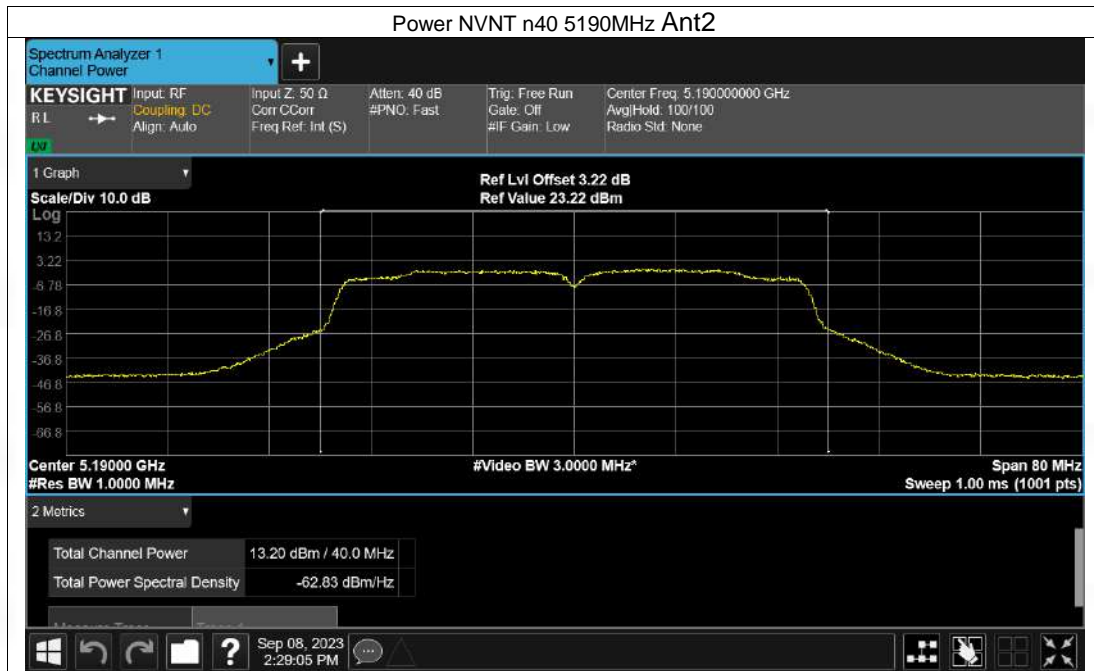 Power NVNT n40 5190MHz Ant2
Spectrum Analyzer 1
Channel Power
+
KEYSIGHT
R L
LXI
Input: RF
Coupling: DC
Align: Auto
Input Z: 50 Ω
Corr CCorr
Freq Ref: Int (S)
Atten: 40 dB
#PNO: Fast
Trig: Free Run
Gate: Off
#IF Gain: Low
Center Freq: 5.190000000 GHz
Avg|Hold: 100/100
Radio Std: None
1 Graph
Scale/Div 10.0 dB
Ref Lvl Offset 3.22 dB
Ref Value 23.22 dBm
Log
13.2
3.22
-6.78
-16.8
-26.8
-36.8
-46.8
-56.8
-66.8
Center 5.19000 GHz
#Res BW 1.0000 MHz
#Video BW 3.0000 MHz*
Span 80 MHz
Sweep 1.00 ms (1001 pts)
2 Metrics
Total Channel Power 13.20 dBm / 40.0 MHz
Total Power Spectral Density -62.83 dBm/Hz
?
Sep 08, 2023
2:29:05 PM